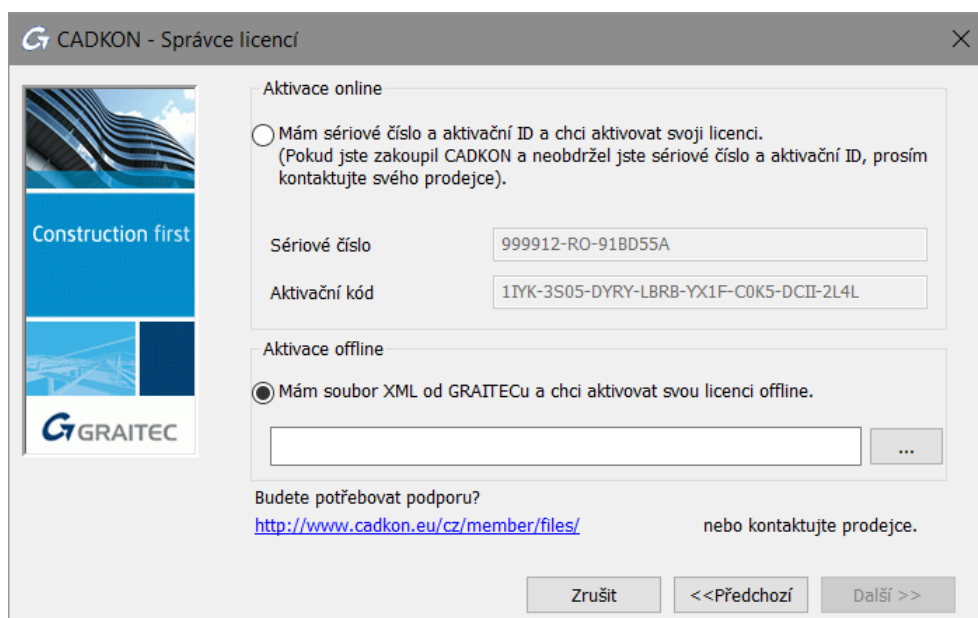 CADKON - Správce licencí
Construction first
GRAITEC
Aktivace online
Mám sériové číslo a aktivační ID a chci aktivovat svoji licenci.
(Pokud jste zakoupil CADKON a neobdržel jste sériové číslo a aktivační ID, prosím
kontaktujte svého prodejce).
Sériové číslo
999912-RO-91BD55A
Aktivační kód
1IYK-3S05-DYRY-LBRB-YX1F-C0K5-DCII-2L4L
Aktivace offline
Mám soubor XML od GRAITECu a chci aktivovat svou licenci offline.
...
Budete potřebovat podporu?
http://www.cadkon.eu/cz/member/files/ nebo kontaktujte prodejce.
Zrušit <<Předchozí Další >>